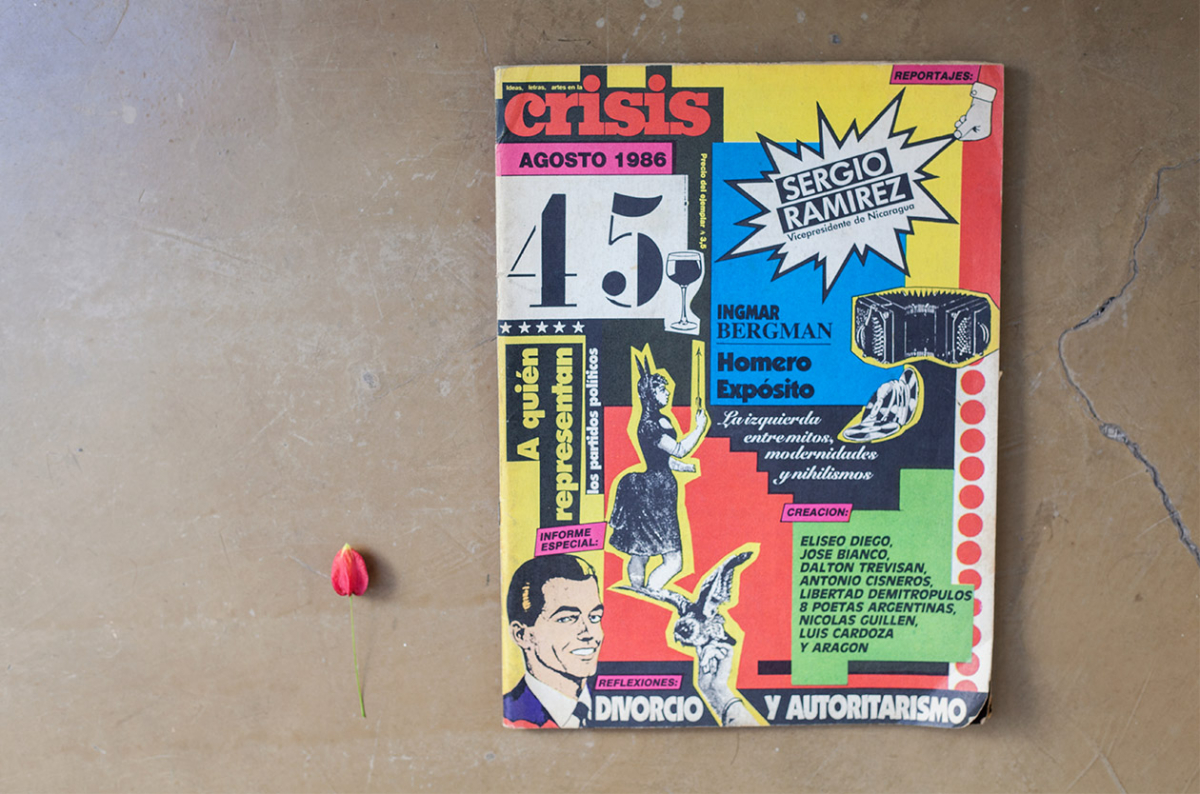 Ideas, letras, artes en la
crisis
AGOSTO 1986
45
Precio del ejemplar A 3,5
REPORTAJES:
SERGIO
RAMIREZ
Vicepresidente de Nicaragua
INGMAR
BERGMAN
Homero
Expósito
La izquierda
entre mitos,
modernidades
y nihilismos
A quién
representan
los partidos políticos
INFORME
ESPECIAL:
CREACION:
ELISEO DIEGO,
JOSE BIANCO,
DALTON TREVISAN,
ANTONIO CISNEROS,
LIBERTAD DEMITROPULOS
8 POETAS ARGENTINAS,
NICOLAS GUILLEN,
LUIS CARDOZA
Y ARAGON
REFLEXIONES:
DIVORCIO Y AUTORITARISMO